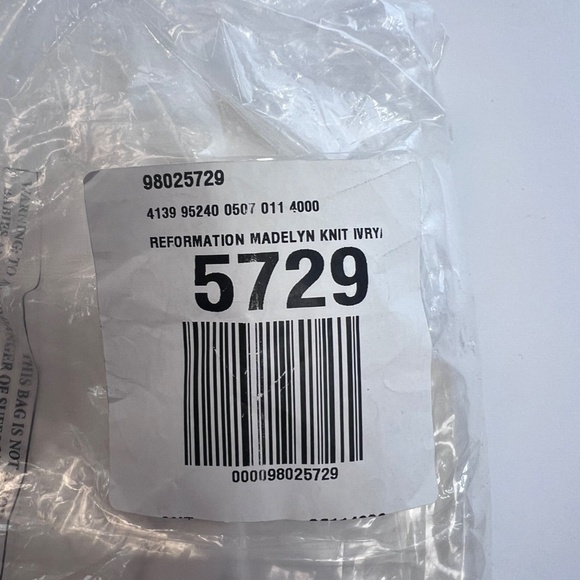 98025729
4139 95240 0507 011 4000
REFORMATION MADELYN KNIT IVRY/
5729
000098025729
THIS BAG IS NOT